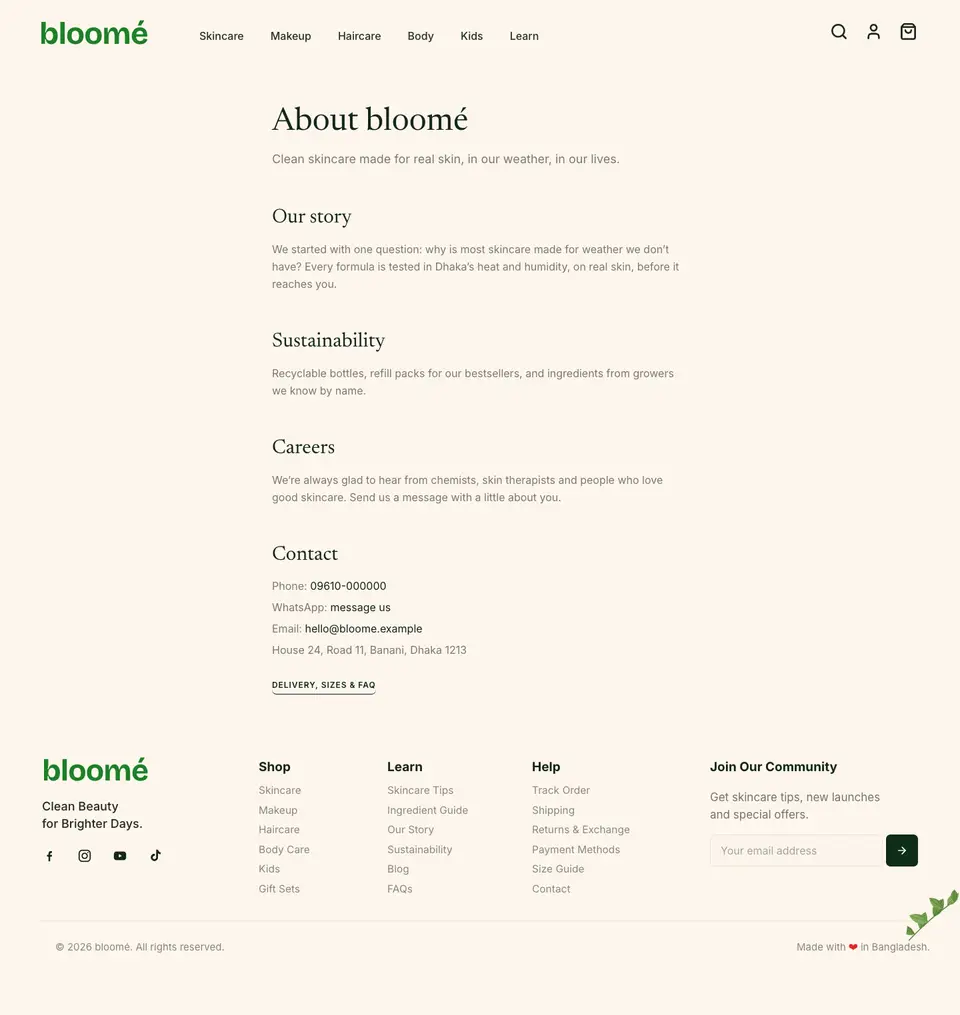 bloomé
Skincare Makeup Haircare Body Kids Learn
About bloomé
Clean skincare made for real skin, in our weather, in our lives.
Our story
We started with one question: why is most skincare made for weather we don’t
have? Every formula is tested in Dhaka’s heat and humidity, on real skin, before it
reaches you.
Sustainability
Recyclable bottles, refill packs for our bestsellers, and ingredients from growers
we know by name.
Careers
We’re always glad to hear from chemists, skin therapists and people who love
good skincare. Send us a message with a little about you.
Contact
Phone: 09610-000000
WhatsApp: message us
Email: hello@bloome.example
House 24, Road 11, Banani, Dhaka 1213
DELIVERY, SIZES & FAQ
bloomé
Clean Beauty
for Brighter Days.
Shop
Skincare
Makeup
Haircare
Body Care
Kids
Gift Sets
Learn
Skincare Tips
Ingredient Guide
Our Story
Sustainability
Blog
FAQs
Help
Track Order
Shipping
Returns & Exchange
Payment Methods
Size Guide
Contact
Join Our Community
Get skincare tips, new launches
and special offers.
Your email address
© 2026 bloomé. All rights reserved.
Made with ❤ in Bangladesh.